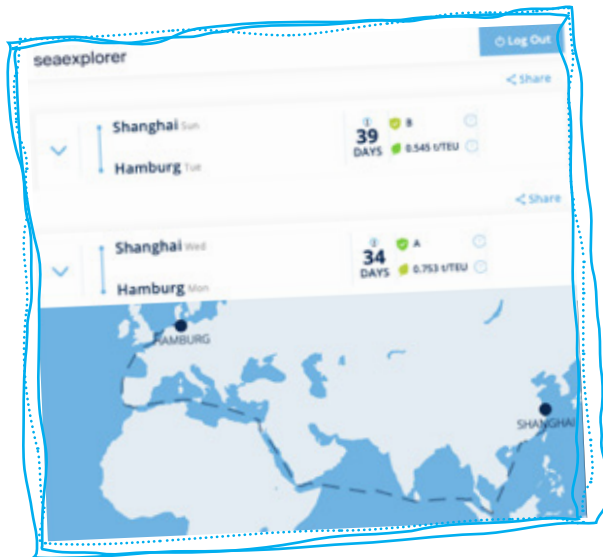 seaexplorer
Log Out
Share
Shanghai Sun
39
DAYS
B
0.545 t/TEU
Hamburg Tue
Share
Shanghai Wed
34
DAYS
A
0.753 t/TEU
Hamburg Mon
HAMBURG
SHANGHAI